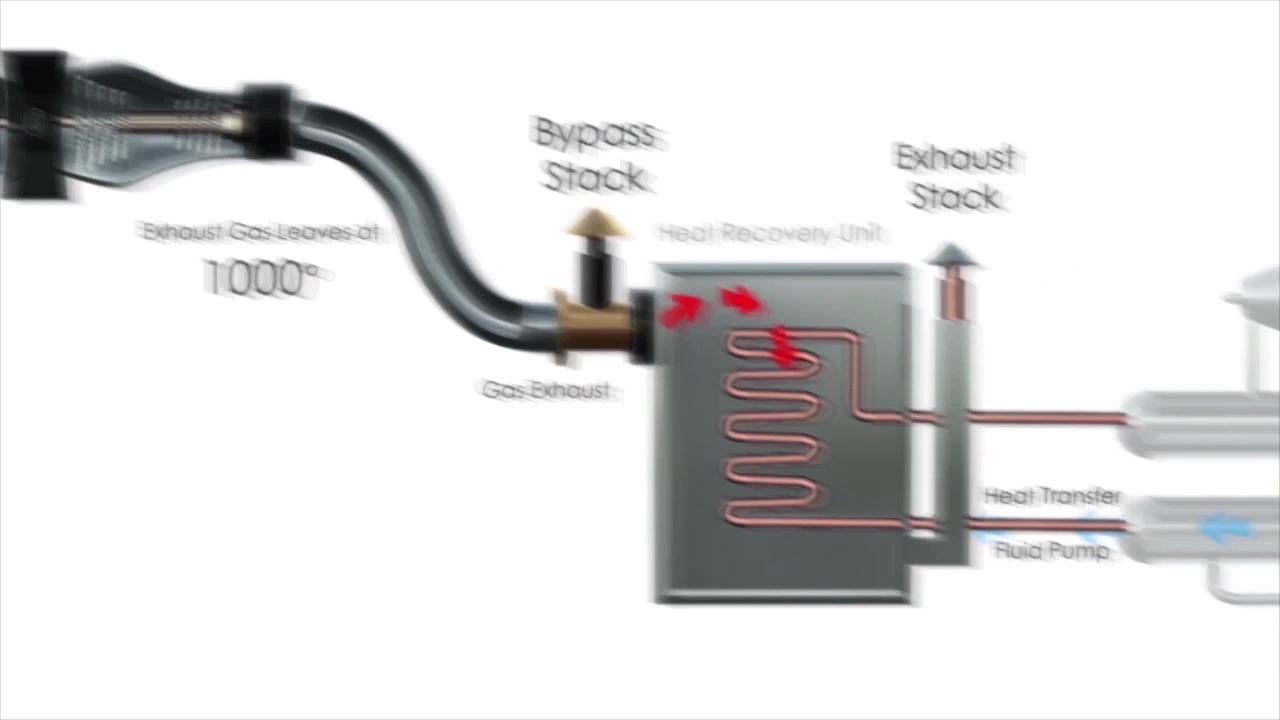 Bypass
Stack
Exhaust
Stack
Exhaust Gas Leaves at
1000°
Heat Recovery Unit
Gas Exhaust
Heat Transfer
Fluid Pump